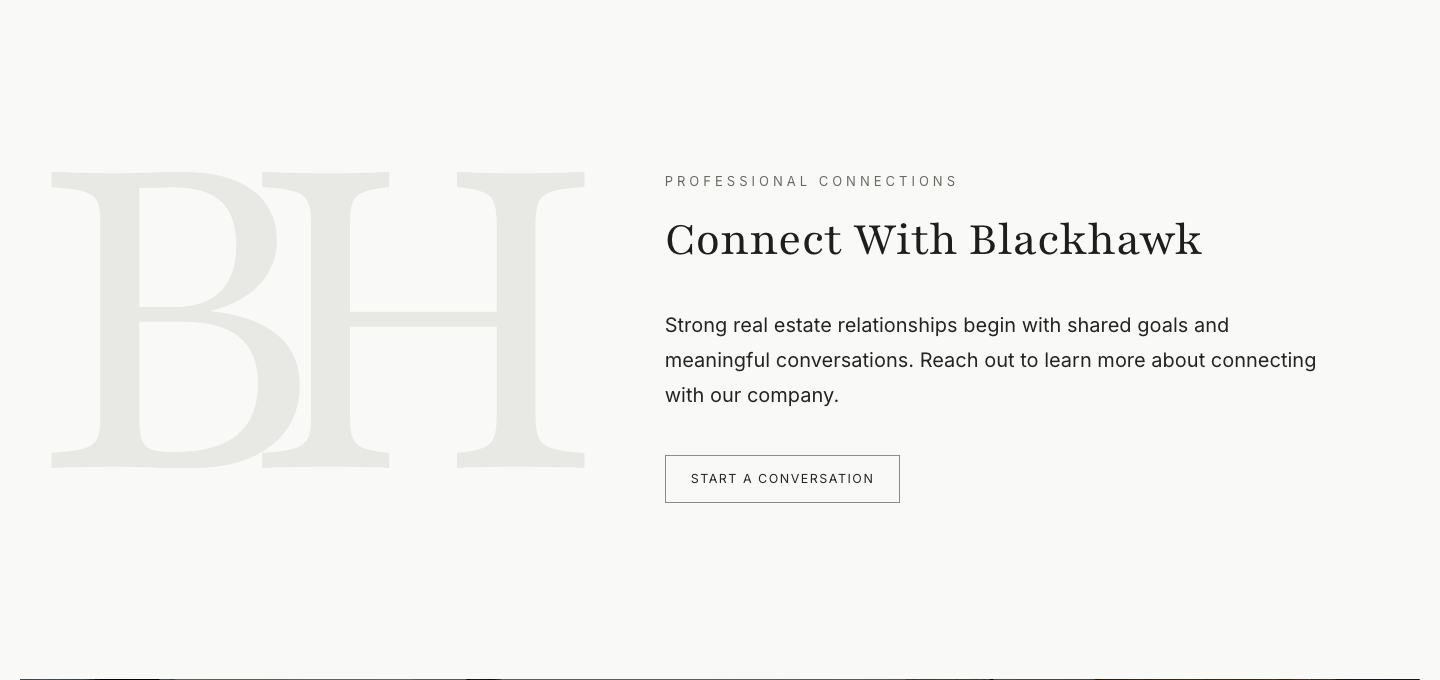 BH
PROFESSIONAL CONNECTIONS
Connect With Blackhawk
Strong real estate relationships begin with shared goals and
meaningful conversations. Reach out to learn more about connecting
with our company.
START A CONVERSATION